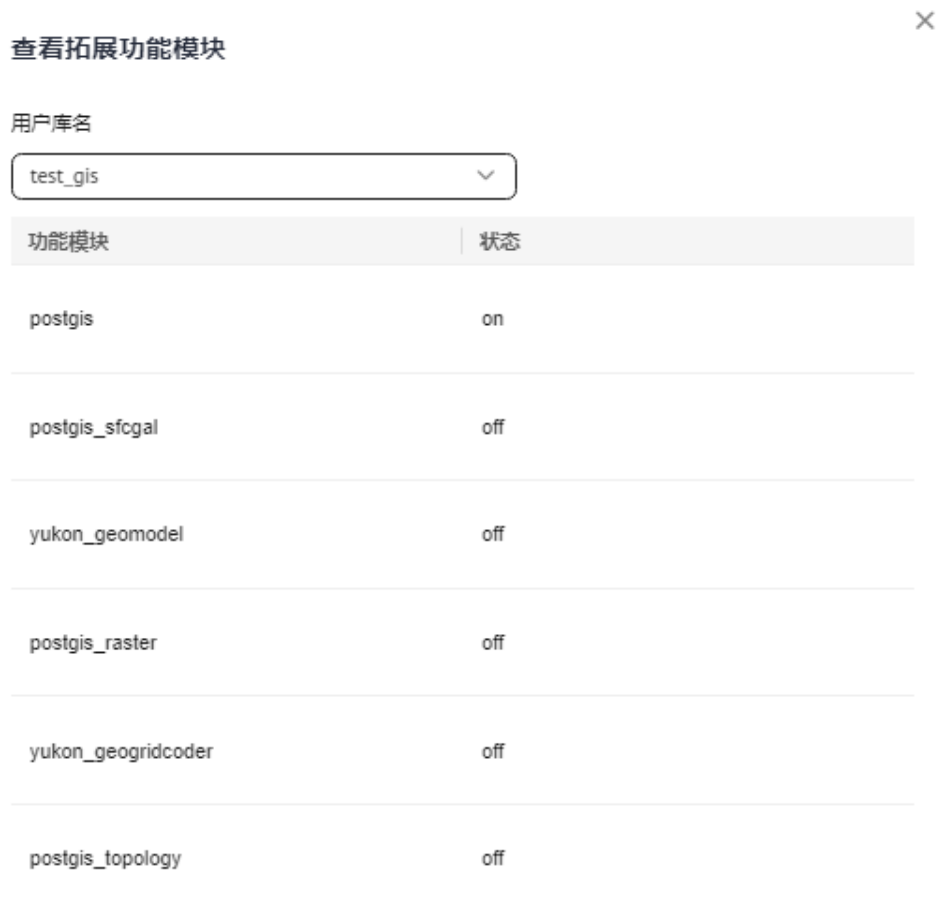 查看拓展功能模块
用户库名
test_gis
功能模块 状态
postgis on
postgis_sfcgal off
yukon_geomodel off
postgis_raster off
yukon_geogridcoder off
postgis_topology off